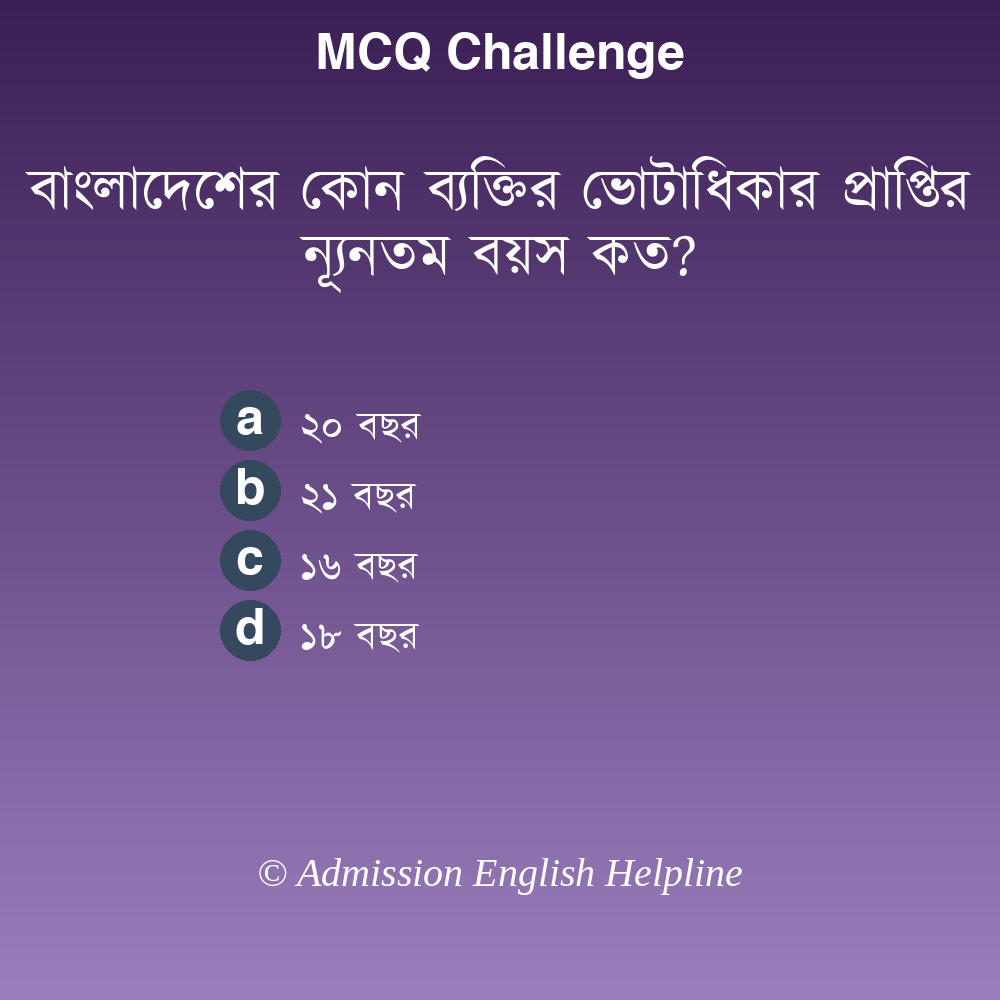 MCQ Challenge
বাংলাদেশের কোন ব্যক্তির ভোটাধিকার প্রাপ্তির
ন্যূনতম বয়স কত?
a ২০ বছর
b ২১ বছর
c ১৬ বছর
d ১৮ বছর
© Admission English Helpline